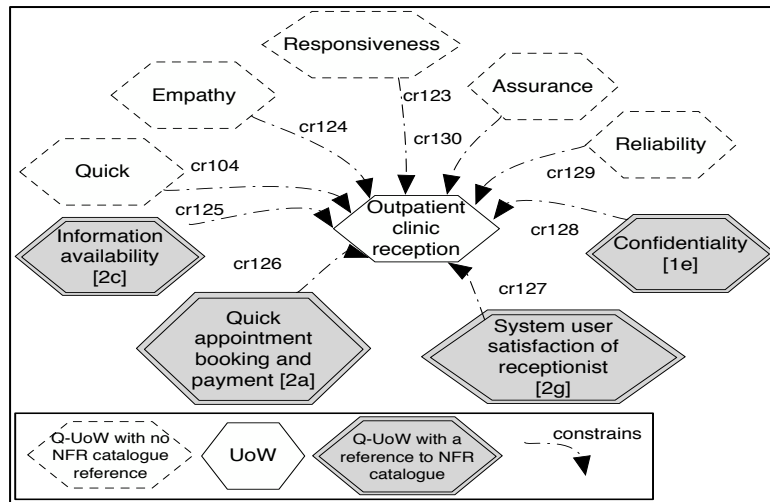 Responsiveness
Empathy
cr123
Assurance
cr124
cr130
Quick
cr104
Reliability
cr129
cr125
Information
availability
[2c]
Outpatient
clinic
reception
cr128
Confidentiality
[1e]
cr126
cr127
Quick
appointment
booking and
payment [2a]
System user
satisfaction of
receptionist
[2g]
Q-UoW with no
NFR catalogue
reference
UoW
Q-UoW with a
reference to NFR
catalogue
constrains